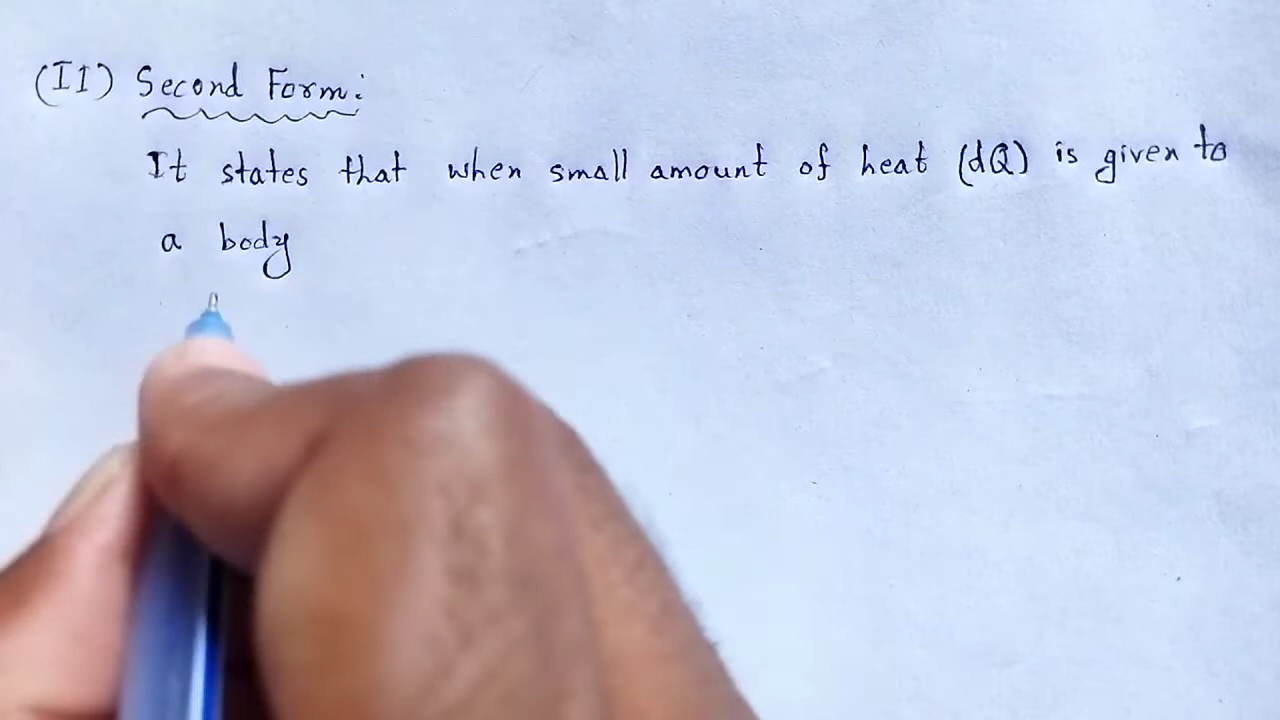 (II) Second Form:
It states that when small amount of heat (dQ) is given to
a body